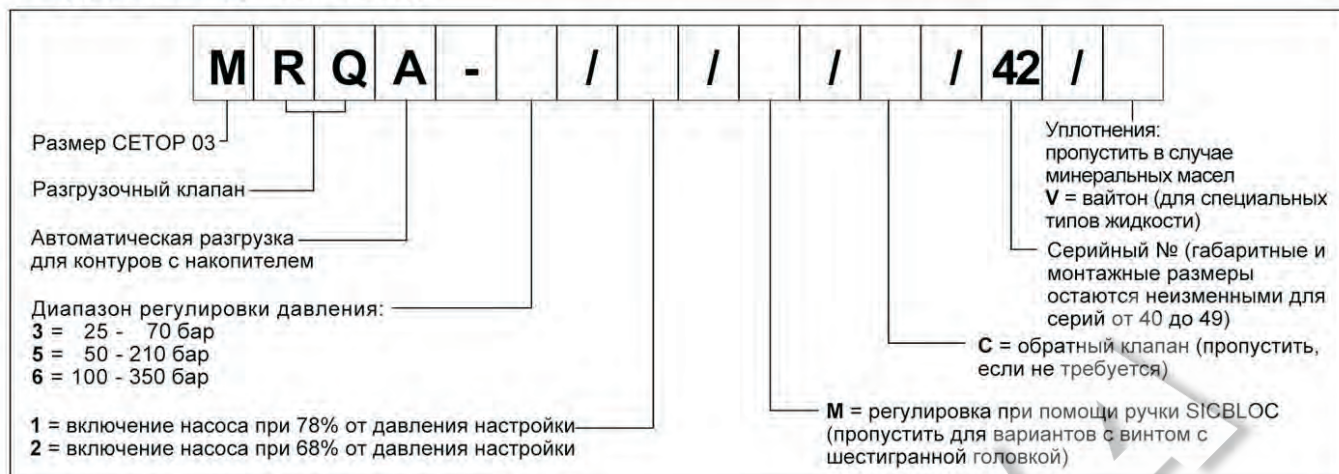 M R Q A - / / / / 42 /
Размер CETOP 03
Разгрузочный клапан
Автоматическая разгрузка
для контуров с накопителем
Диапазон регулировки давления:
3 = 25 - 70 бар
5 = 50 - 210 бар
6 = 100 - 350 бар
1 = включение насоса при 78% от давления настройки
2 = включение насоса при 68% от давления настройки
Уплотнения:
пропустить в случае
минеральных масел
V = вайтон (для специальных
типов жидкости)
Серийный № (габаритные и
монтажные размеры
остаются неизменными для
серий от 40 до 49)
C = обратный клапан (пропустить,
если не требуется)
M = регулировка при помощи ручки SICBLOC
(пропустить для вариантов с винтом с
шестигранной головкой)